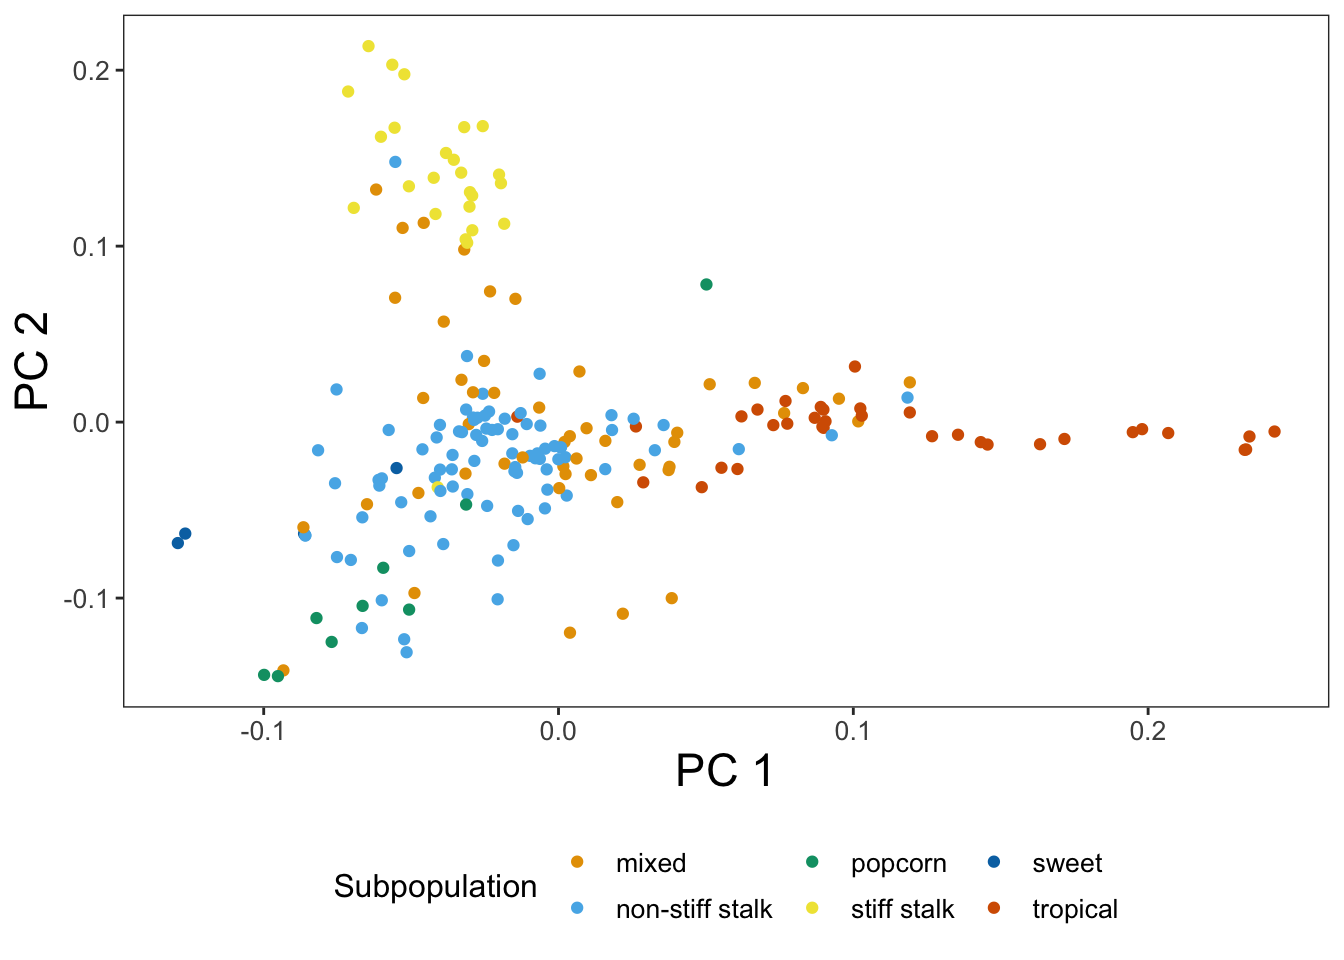 0.2
0.1
0.0
-0.1
PC 2
-0.1 0.0 0.1 0.2
PC 1
Subpopulation
mixed popcorn sweet
non-stiff stalk stiff stalk tropical